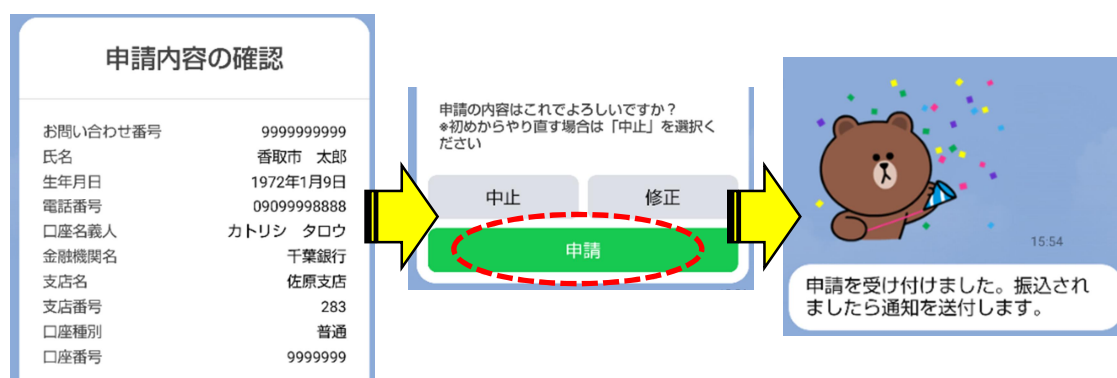 申請内容の確認
お問い合わせ番号 9999999999
氏名 香取市 太郎
生年月日 1972年1月9日
電話番号 09099998888
口座名義人 カトリシ タロウ
金融機関名 千葉銀行
支店名 佐原支店
支店番号 283
口座種別 普通
口座番号 9999999
申請の内容はこれでよろしいですか？
※初めからやり直す場合は「中止」を選択く
ださい
中止 修正
申請
15:54
申請を受け付けました。振込され
ましたら通知を送付します。